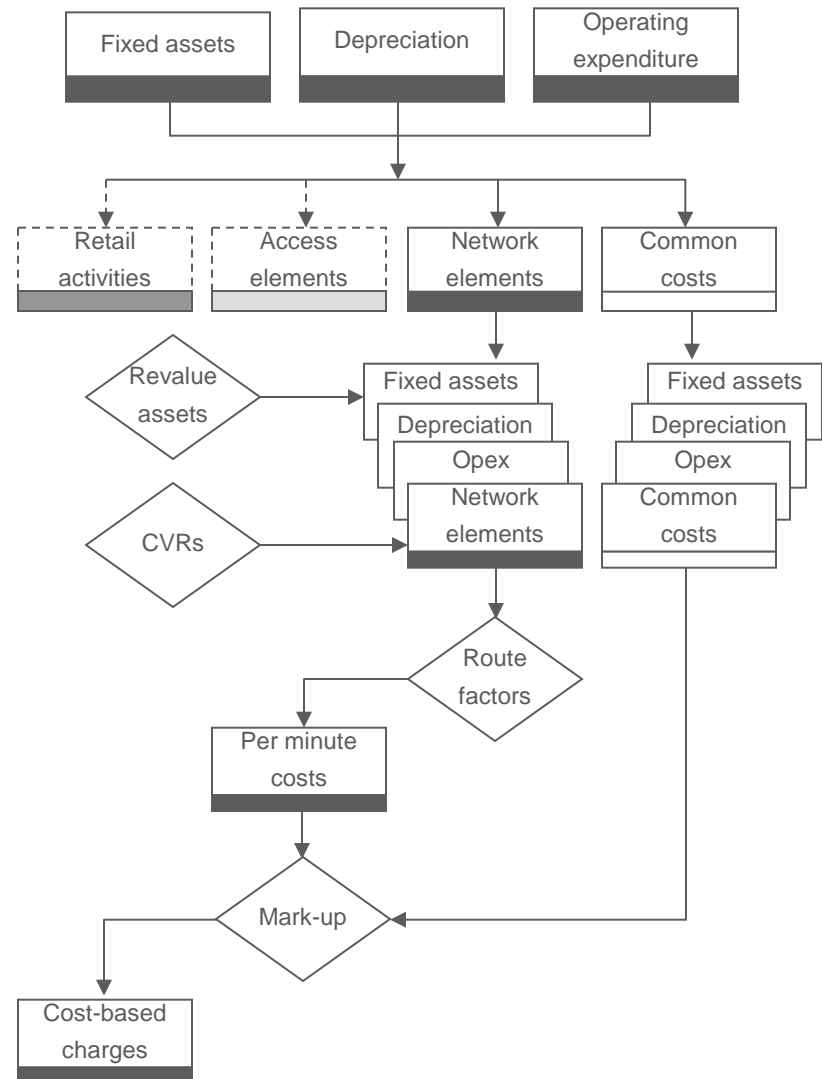 Fixed assets
Depreciation
Operating
expenditure
Retail
activities
Access
elements
Network
elements
Common
costs
Revalue
assets
Fixed assets
Depreciation
Opex
Network
elements
Fixed assets
Depreciation
Opex
Common
costs
CVRs
Route
factors
Per minute
costs
Mark-up
Cost-based
charges